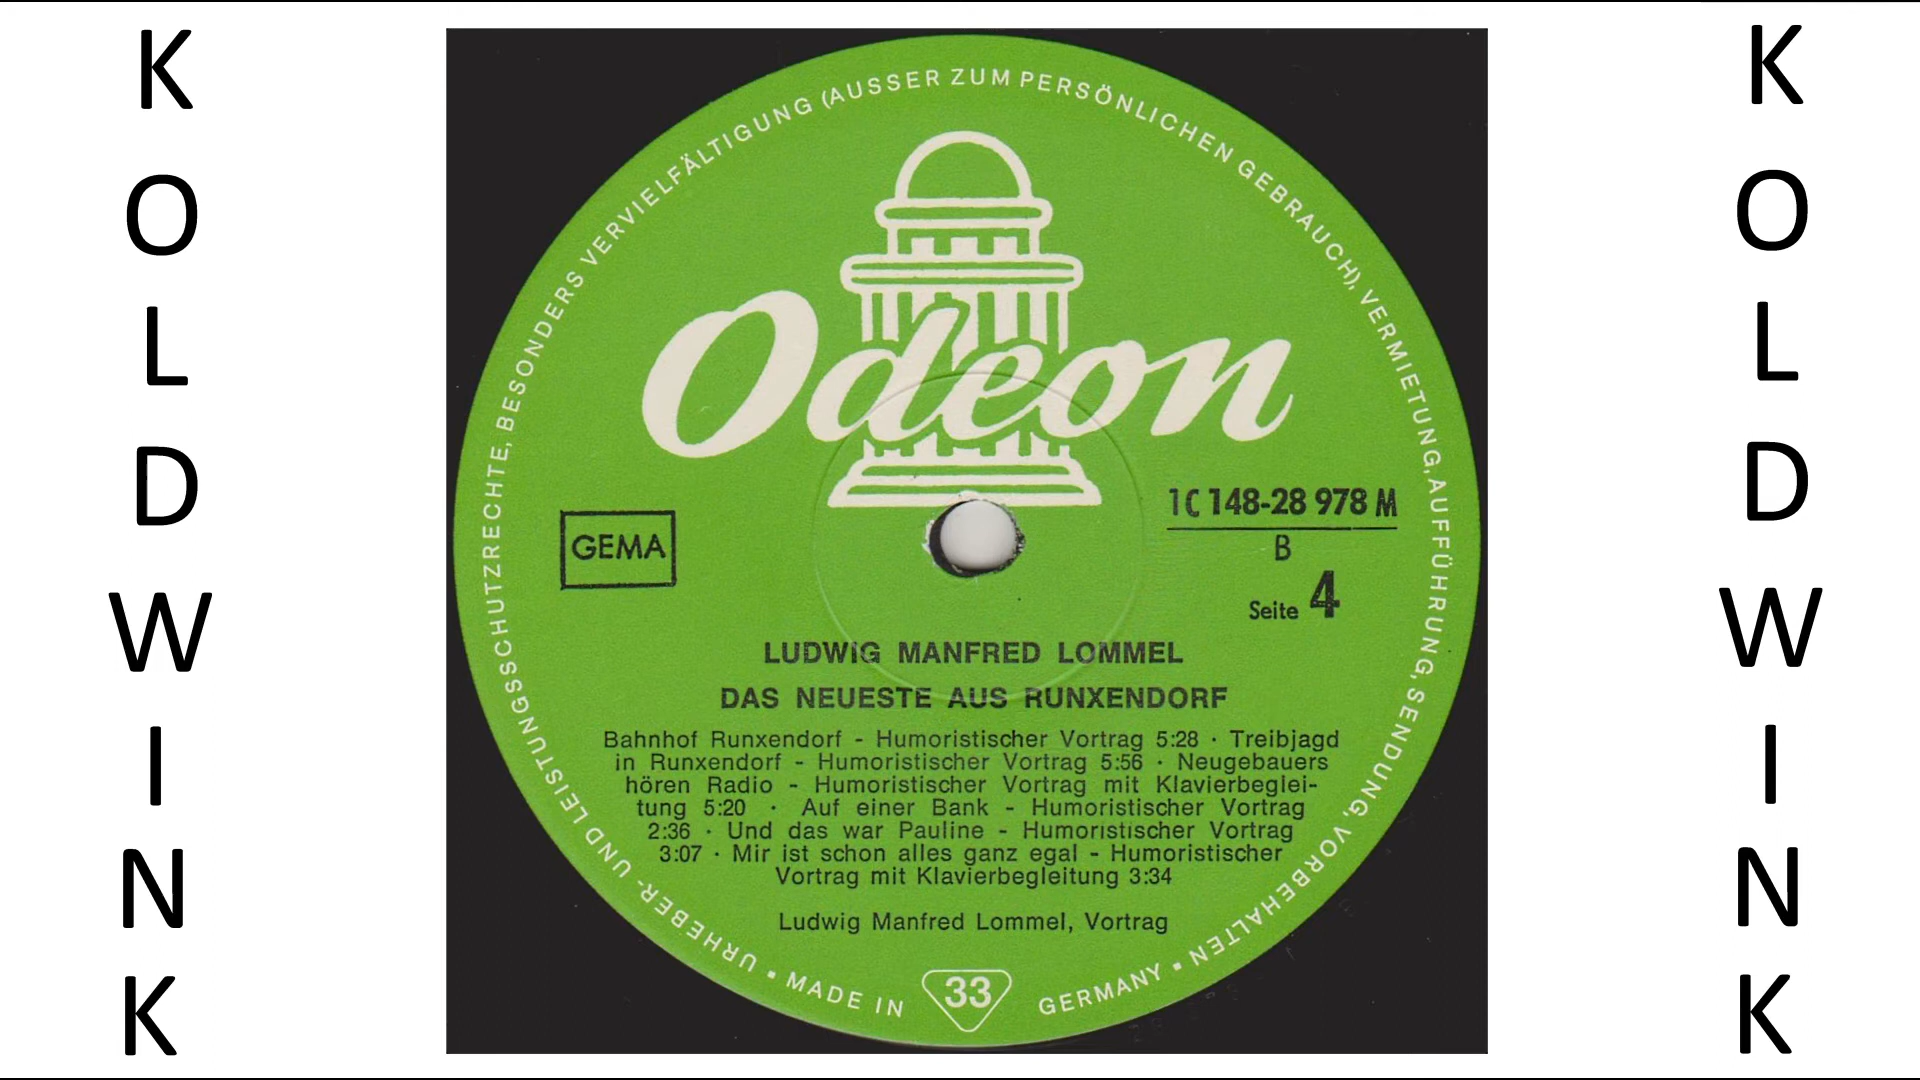 K
O
L
D
W
I
N
K
URHEBER- UND LEISTUNGSSCHUTZRECHTE, BESONDERS VERVIELFÄLTIGUNG (AUSSER ZUM PERSÖNLICHEN GEBRAUCH), VERMIETUNG, AUFFÜHRUNG, SENDUNG, VORBEHALTEN
Odeon
GEMA
1C 148-28 978 M
B
Seite 4
LUDWIG MANFRED LOMMEL
DAS NEUESTE AUS RUNXENDORF
Bahnhof Runxendorf - Humoristischer Vortrag 5:28 · Treibjagd
in Runxendorf - Humoristischer Vortrag 5:56 · Neugebauers
hören Radio - Humoristischer Vortrag mit Klavierbeglei-
tung 5:20 · Auf einer Bank - Humoristischer Vortrag
2:36 · Und das war Pauline - Humoristischer Vortrag
3:07 · Mir ist schon alles ganz egal - Humoristischer
Vortrag mit Klavierbegleitung 3:34
Ludwig Manfred Lommel, Vortrag
▪ MADE IN 33 GERMANY ▪
K
O
L
D
W
I
N
K